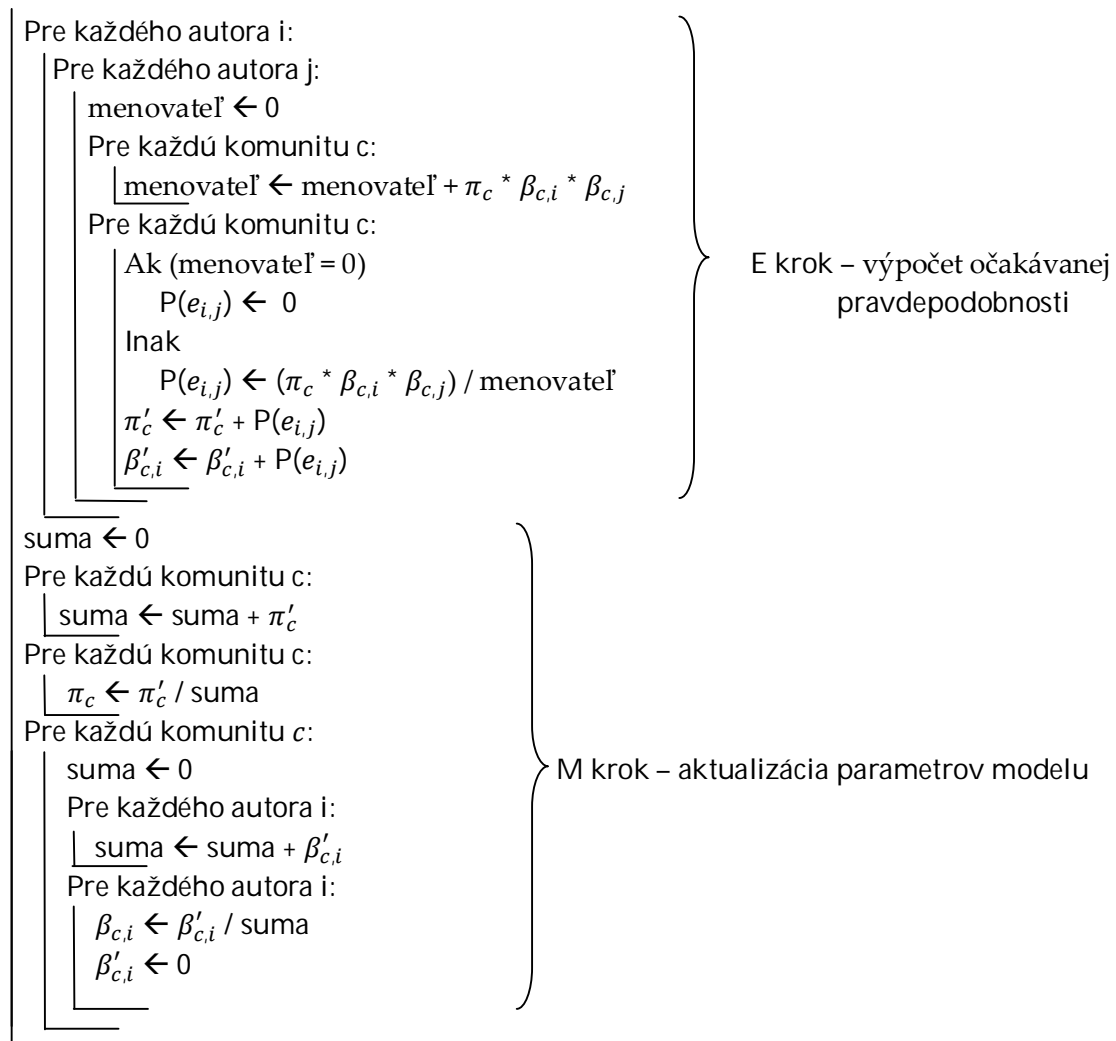 Pre každého autora i:
Pre každého autora j:
menovateľ ← 0
Pre každú komunitu c:
menovateľ ← menovateľ + π_c * β_{c,i} * β_{c,j}
Pre každú komunitu c:
Ak (menovateľ = 0)
P(e_{i,j}) ← 0
Inak
P(e_{i,j}) ← (π_c * β_{c,i} * β_{c,j}) / menovateľ
π'_c ← π'_c + P(e_{i,j})
β'_{c,i} ← β'_{c,i} + P(e_{i,j})
E krok – výpočet očakávanej
pravdepodobnosti
suma ← 0
Pre každú komunitu c:
suma ← suma + π'_c
Pre každú komunitu c:
π_c ← π'_c / suma
Pre každú komunitu c:
suma ← 0
Pre každého autora i:
suma ← suma + β'_{c,i}
Pre každého autora i:
β_{c,i} ← β'_{c,i} / suma
β'_{c,i} ← 0
M krok – aktualizácia parametrov modelu